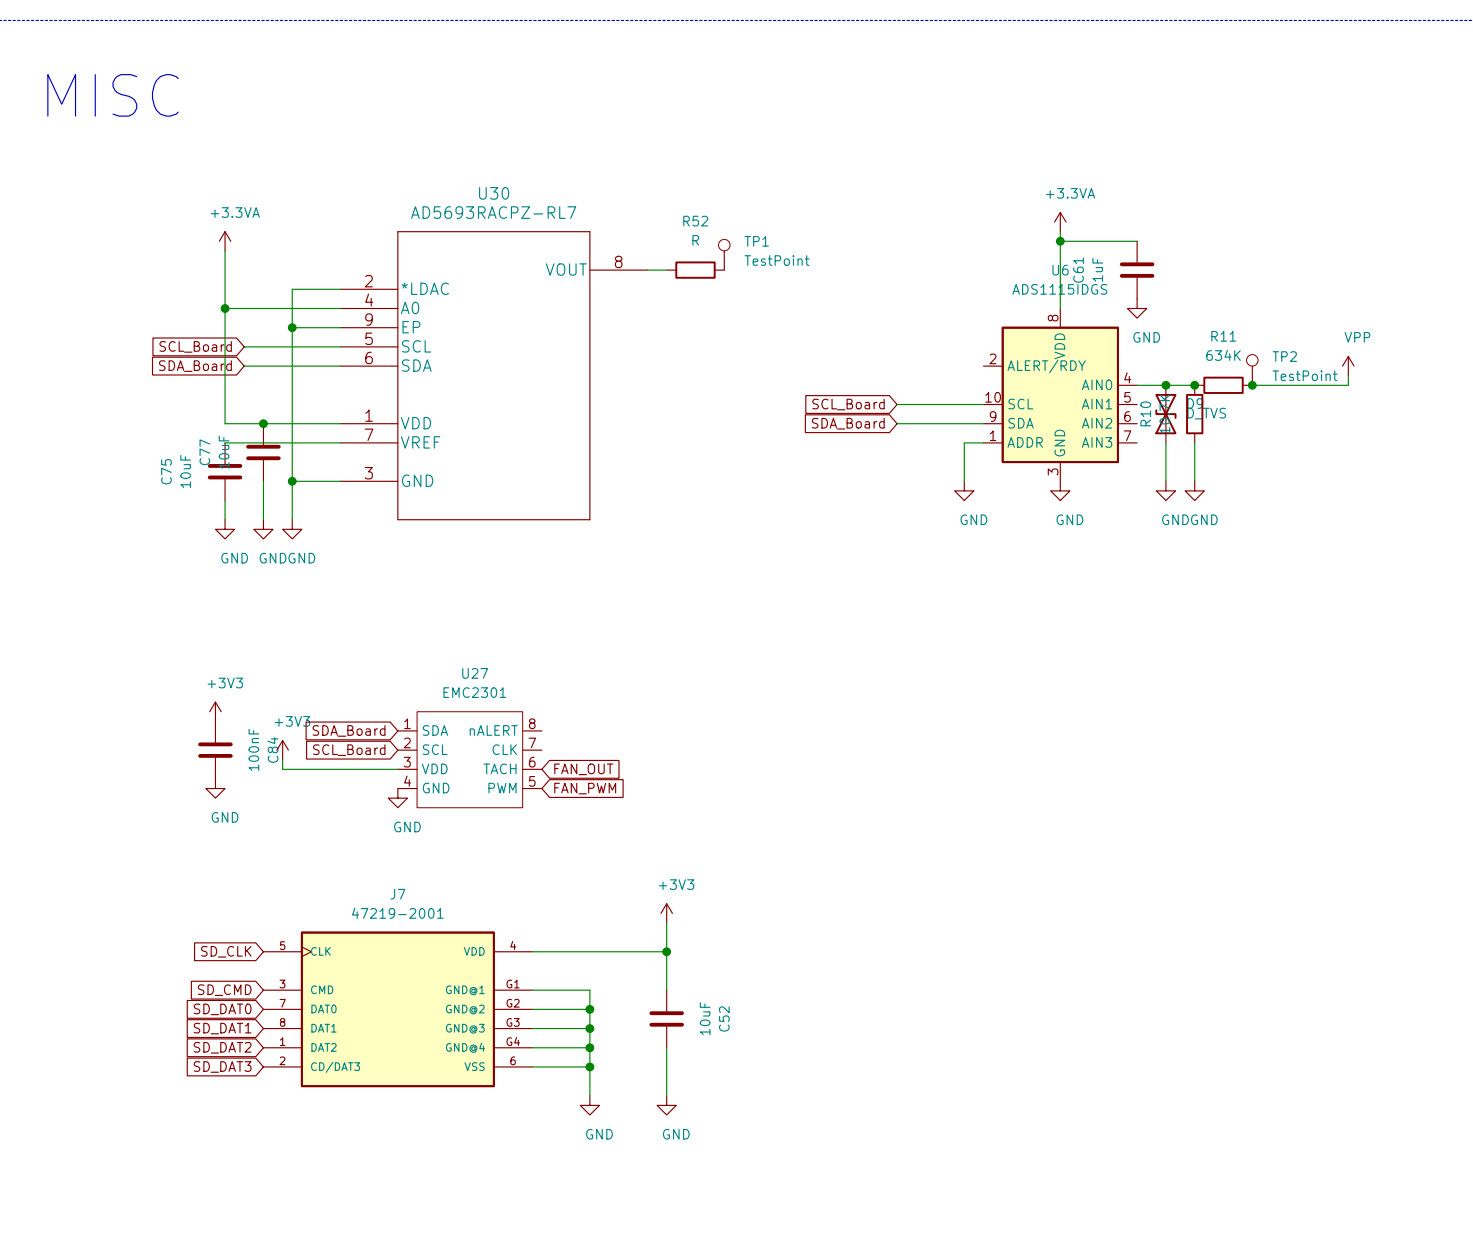 MISC
U30
AD5693RACPZ-RL7
+3.3VA
R52
R
TP1
TestPoint
VOUT
8
2
*LDAC
4
A0
9
EP
SCL_Board
5
SCL
SDA_Board
6
SDA
1
VDD
7
VREF
3
GND
C75
10uF
C77
10uF
GND
GND
GND
+3.3VA
C61
1uF
GND
U6
ADS1115IDGS
8
VDD
2
ALERT/RDY
SCL_Board
10
SCL
SDA_Board
9
SDA
1
ADDR
GND
3
AIN0
4
AIN1
5
AIN2
6
AIN3
7
R11
634K
TP2
TestPoint
VPP
R10
D9
D_TVS
GND
GND
GND
GND
U27
EMC2301
+3V3
100nF
C84
GND
+3V3
SDA_Board
1
SDA
SCL_Board
2
SCL
3
VDD
4
GND
GND
nALERT
8
CLK
7
TACH
6
FAN_OUT
PWM
5
FAN_PWM
J7
47219-2001
SD_CLK
5
CLK
SD_CMD
3
CMD
SD_DAT0
7
DAT0
SD_DAT1
8
DAT1
SD_DAT2
1
DAT2
SD_DAT3
2
CD/DAT3
VDD
4
GND@1
G1
GND@2
G2
GND@3
G3
GND@4
G4
VSS
6
GND
+3V3
10uF
C52
GND